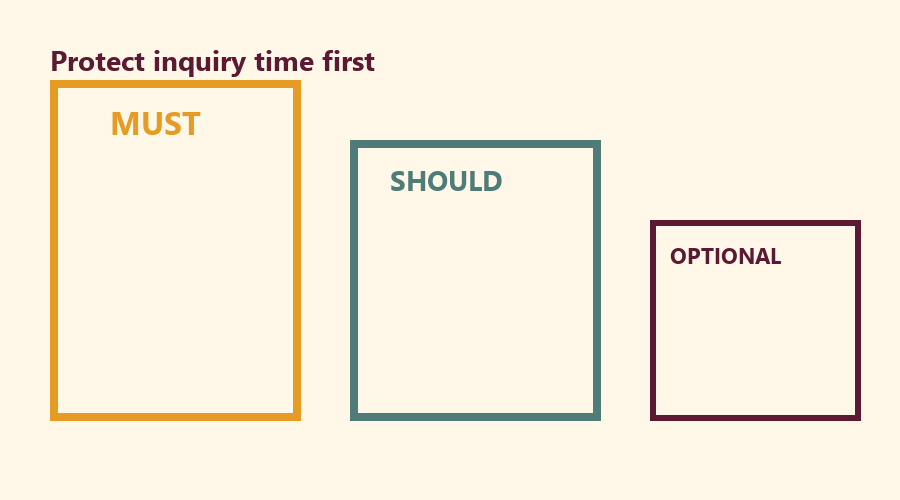 Protect inquiry time first
MUST
SHOULD
OPTIONAL